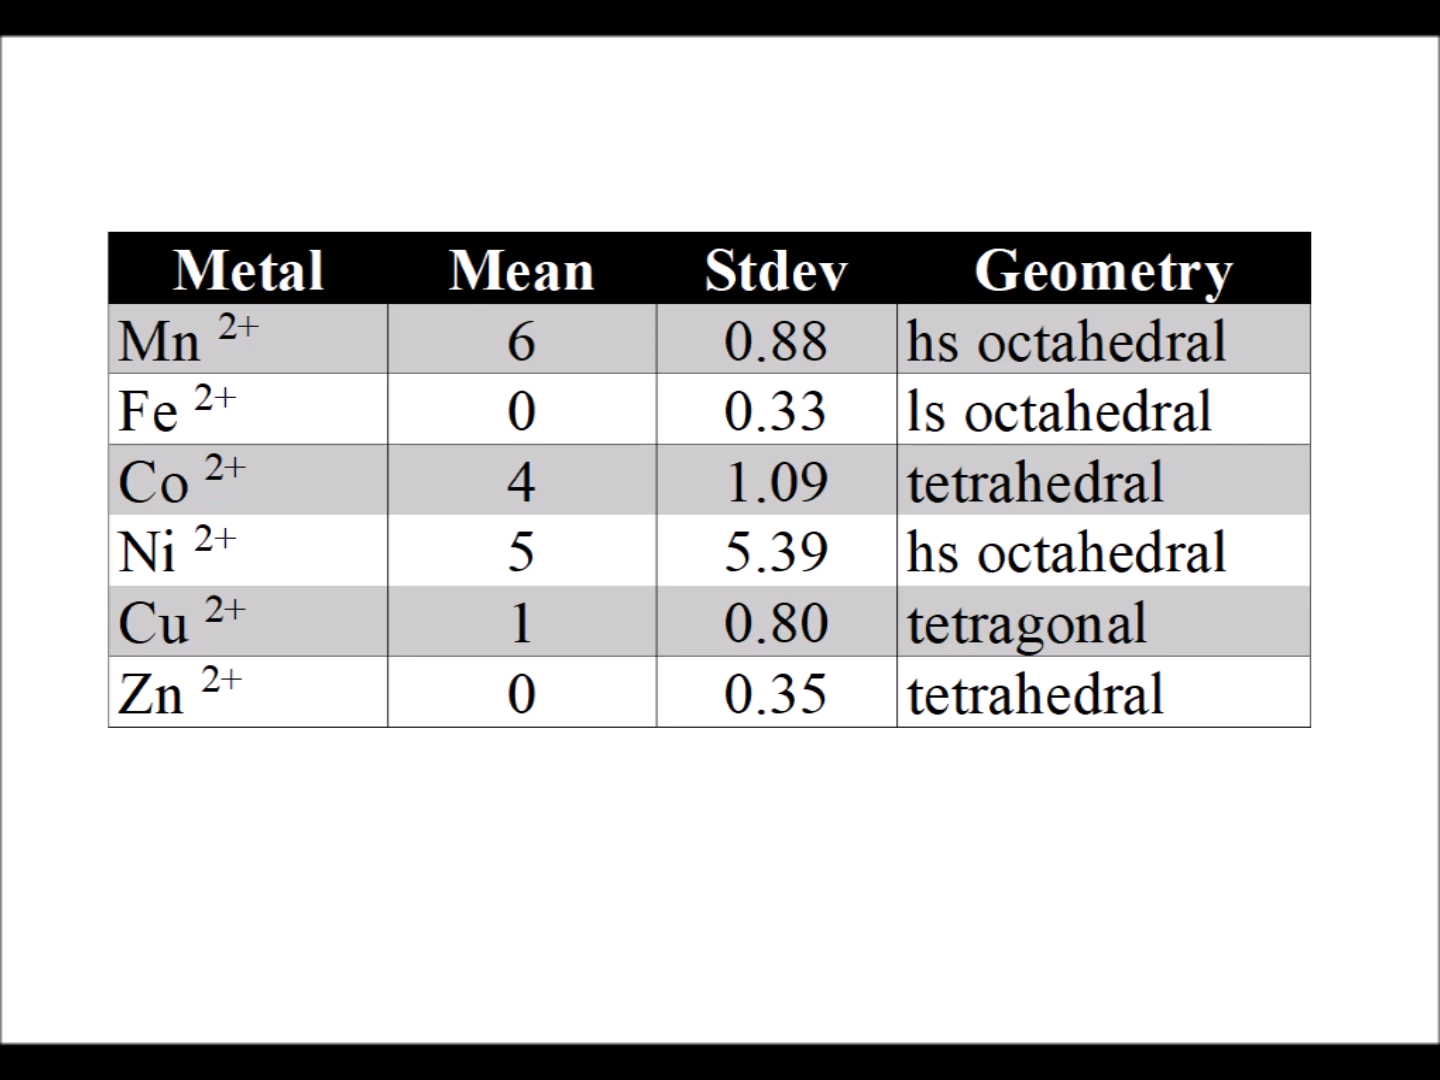 Metal Mean Stdev Geometry
Mn 2+ 6 0.88 hs octahedral
Fe 2+ 0 0.33 ls octahedral
Co 2+ 4 1.09 tetrahedral
Ni 2+ 5 5.39 hs octahedral
Cu 2+ 1 0.80 tetragonal
Zn 2+ 0 0.35 tetrahedral